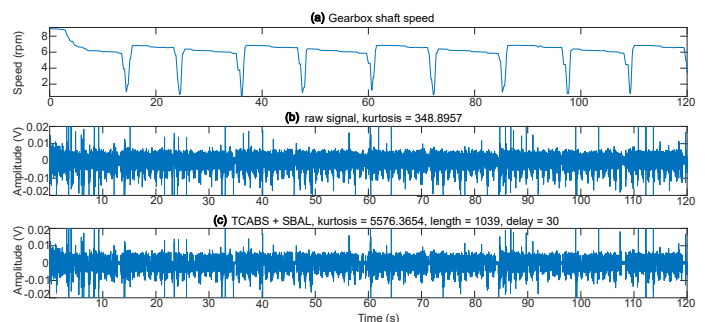 (a) Gearbox shaft speed
Speed (rpm)
8
6
4
2
0 20 40 60 80 100 120
(b) raw signal, kurtosis = 348.8957
Amplitude (V)
0.02
0.01
0
-0.01
-0.02
10 20 30 40 50 60 70 80 90 100 110 120
(c) TCABS + SBAL, kurtosis = 5576.3654, length = 1039, delay = 30
Amplitude (V)
0.02
0.01
0
-0.01
-0.02
10 20 30 40 50 60 70 80 90 100 110 120
Time (s)